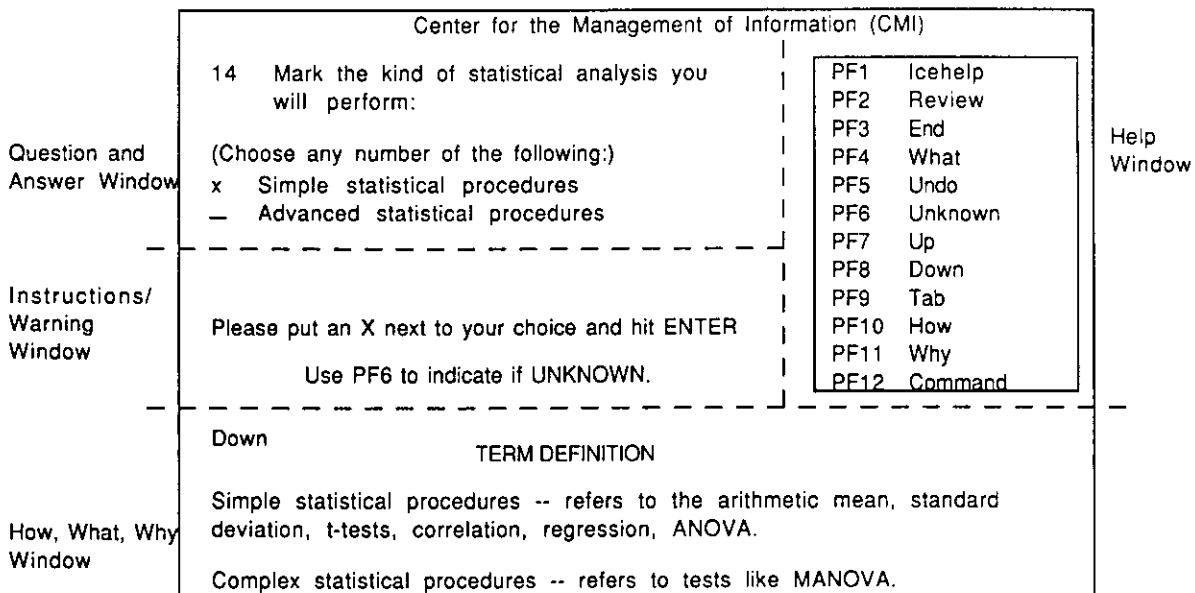 Center for the Management of Information (CMI)
14 Mark the kind of statistical analysis you
will perform:
(Choose any number of the following:)
x Simple statistical procedures
_ Advanced statistical procedures
Question and
Answer Window
PF1 Icehelp
PF2 Review
PF3 End
PF4 What
PF5 Undo
PF6 Unknown
PF7 Up
PF8 Down
PF9 Tab
PF10 How
PF11 Why
PF12 Command
Help
Window
Instructions/
Warning
Window
Please put an X next to your choice and hit ENTER
Use PF6 to indicate if UNKNOWN.
Down
TERM DEFINITION
Simple statistical procedures -- refers to the arithmetic mean, standard
deviation, t-tests, correlation, regression, ANOVA.
How, What, Why
Window
Complex statistical procedures -- refers to tests like MANOVA.